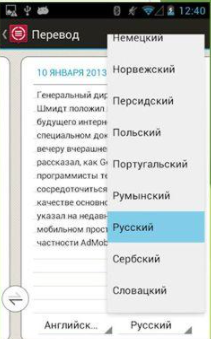 12:40
Перевод
10 ЯНВАРЯ 2013
Генеральный дир
Шмидт положил
будущего интерн
специальном док
вечеру вчерашне
рассказал, как Go
программисты те
сосредоточиться
качестве основно
указал на недавн
мобильном прост
частности AdMob
Немецкий
Норвежский
Персидский
Польский
Португальский
Румынский
Русский
Сербский
Словацкий
Английск...
Русский